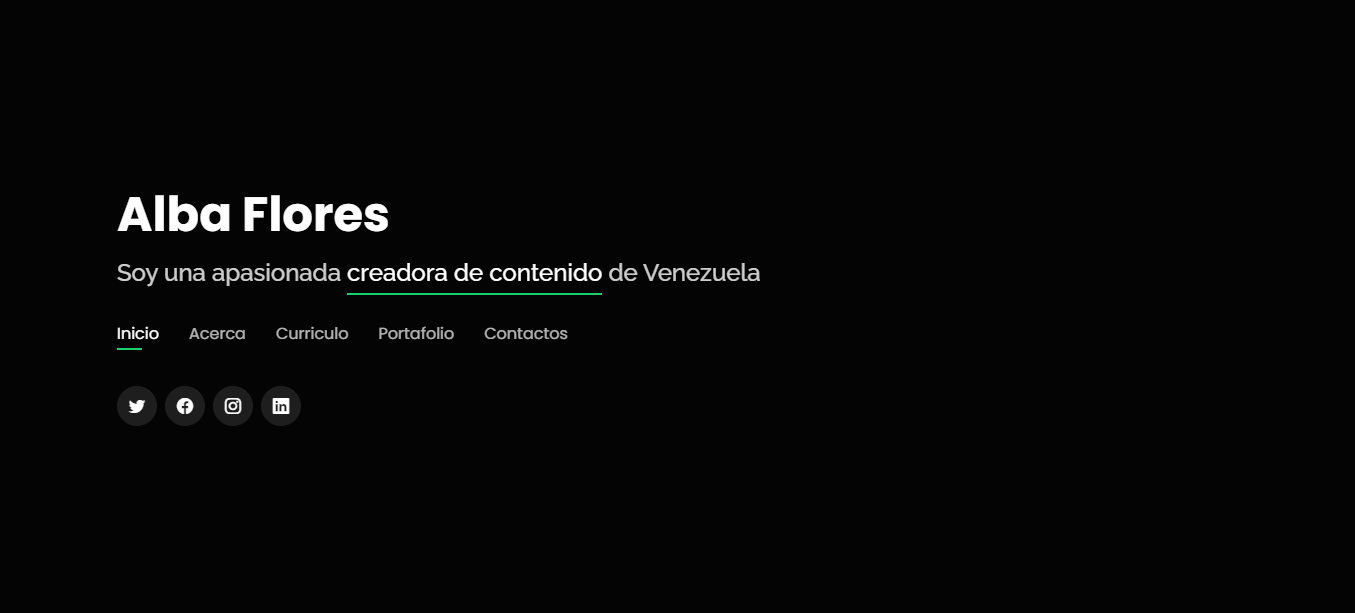 Alba Flores
Soy una apasionada creadora de contenido de Venezuela
Inicio Acerca Curriculo Portafolio Contactos